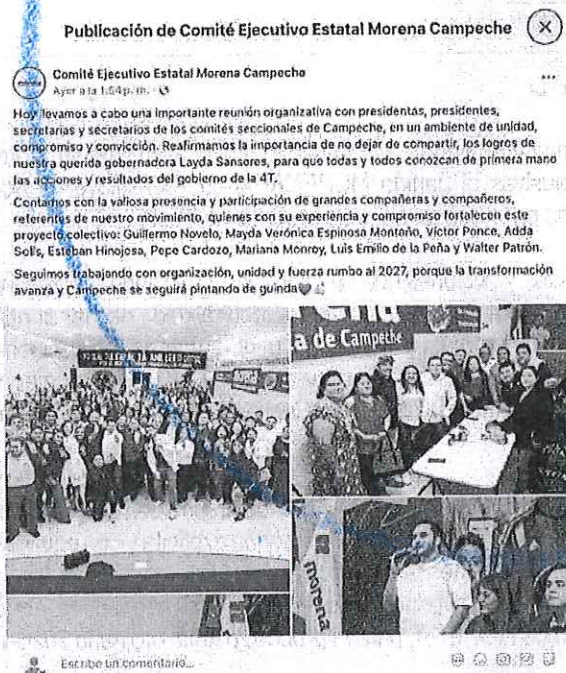 Publicación de Comité Ejecutivo Estatal Morena Campeche
Comité Ejecutivo Estatal Morena Campeche
Ayer a la 1:54 p. m.
Hoy llevamos a cabo una importante reunión organizativa con presidentas, presidentes,
secretarias y secretarios de los comités seccionales de Campeche, en un ambiente de unidad,
compromiso y convicción. Reafirmamos la importancia de no dejar de compartir, los logros de
nuestra querida gobernadora Layda Sansores, para que todas y todos conozcan de primera mano
las acciones y resultados del gobierno de la 4T.
Contamos con la valiosa presencia y participación de grandes compañeras y compañeros,
referentes de nuestro movimiento, quienes con su experiencia y compromiso fortalecen este
proyecto colectivo: Guillermo Novelo, Mayda Verónica Espinosa Montaño, Víctor Ponce, Adda
Solís, Esteban Hinojosa, Pepe Cardozo, Mariana Monroy, Luis Emilio de la Peña y Walter Patrón.
Seguimos trabajando con organización, unidad y fuerza rumbo al 2027, porque la transformación
avanza y Campeche se seguirá pintando de guinda
morena
a de Campeche
morena
Escribe un comentario...